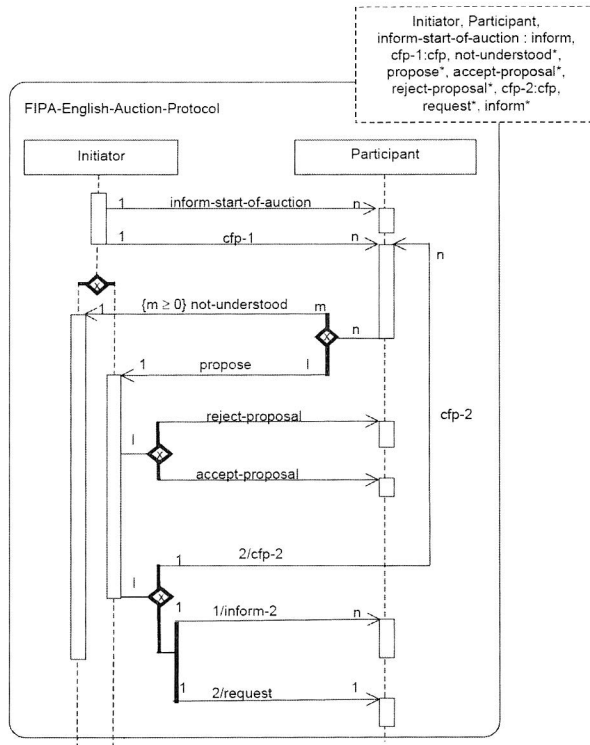 Initiator, Participant,
inform-start-of-auction : inform,
cfp-1:cfp, not-understood*,
propose*, accept-proposal*,
reject-proposal*, cfp-2:cfp,
request*, inform*
FIPA-English-Auction-Protocol
Initiator
Participant
1 inform-start-of-auction n
1 cfp-1 n
n
x
1 {m ≥ 0} not-understood m
x n
1 propose l
cfp-2
reject-proposal
l x
accept-proposal
1 2/cfp-2
l x
1 1/inform-2 n
1 2/request 1